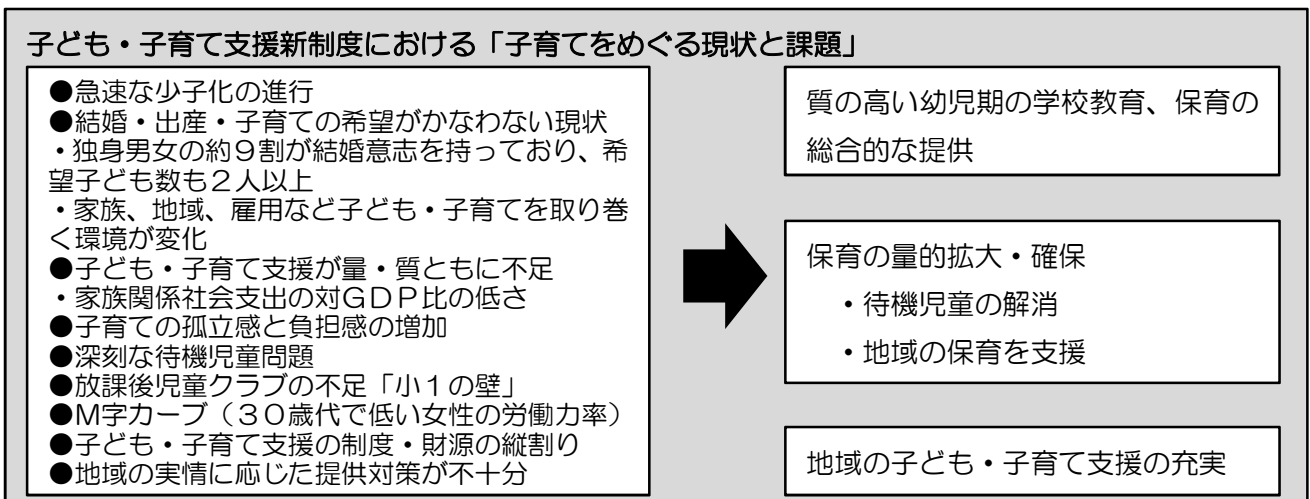 子ども・子育て支援新制度における「子育てをめぐる現状と課題」
●急速な少子化の進行
●結婚・出産・子育ての希望がかなわない現状
・独身男女の約９割が結婚意志を持っており、希
望子ども数も２人以上
・家族、地域、雇用など子ども・子育てを取り巻
く環境が変化
●子ども・子育て支援が量・質ともに不足
・家族関係社会支出の対ＧＤＰ比の低さ
●子育ての孤立感と負担感の増加
●深刻な待機児童問題
●放課後児童クラブの不足「小１の壁」
●M字カーブ（３０歳代で低い女性の労働力率）
●子ども・子育て支援の制度・財源の縦割り
●地域の実情に応じた提供対策が不十分
質の高い幼児期の学校教育、保育の
総合的な提供
保育の量的拡大・確保
・待機児童の解消
・地域の保育を支援
地域の子ども・子育て支援の充実